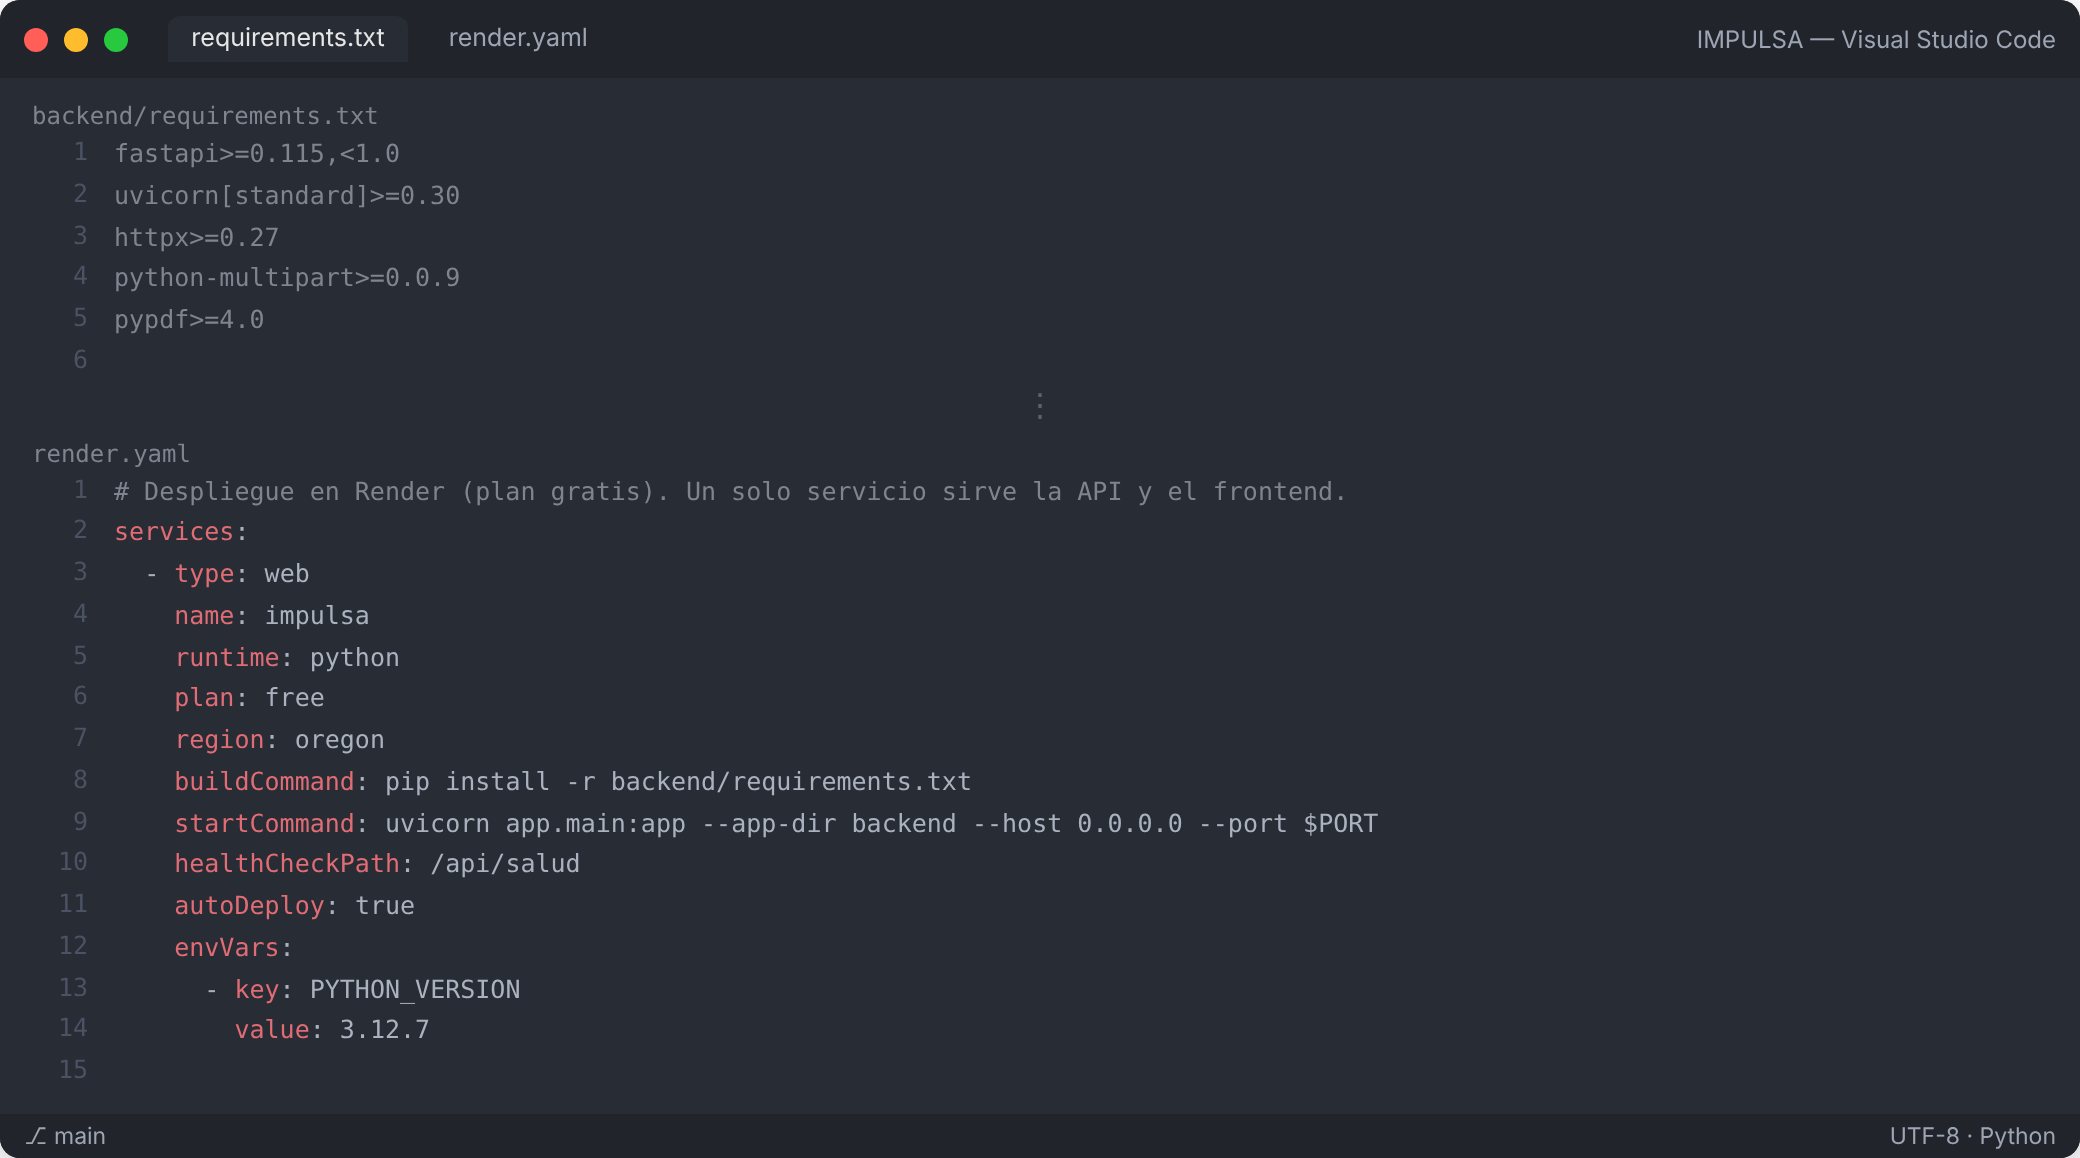 requirements.txt render.yaml IMPULSA — Visual Studio Code
backend/requirements.txt
1 fastapi>=0.115,<1.0
2 uvicorn[standard]>=0.30
3 httpx>=0.27
4 python-multipart>=0.0.9
5 pypdf>=4.0
6
⋮
render.yaml
1 # Despliegue en Render (plan gratis). Un solo servicio sirve la API y el frontend.
2 services:
3   - type: web
4     name: impulsa
5     runtime: python
6     plan: free
7     region: oregon
8     buildCommand: pip install -r backend/requirements.txt
9     startCommand: uvicorn app.main:app --app-dir backend --host 0.0.0.0 --port $PORT
10     healthCheckPath: /api/salud
11     autoDeploy: true
12     envVars:
13       - key: PYTHON_VERSION
14         value: 3.12.7
15
⎇ main UTF-8 · Python